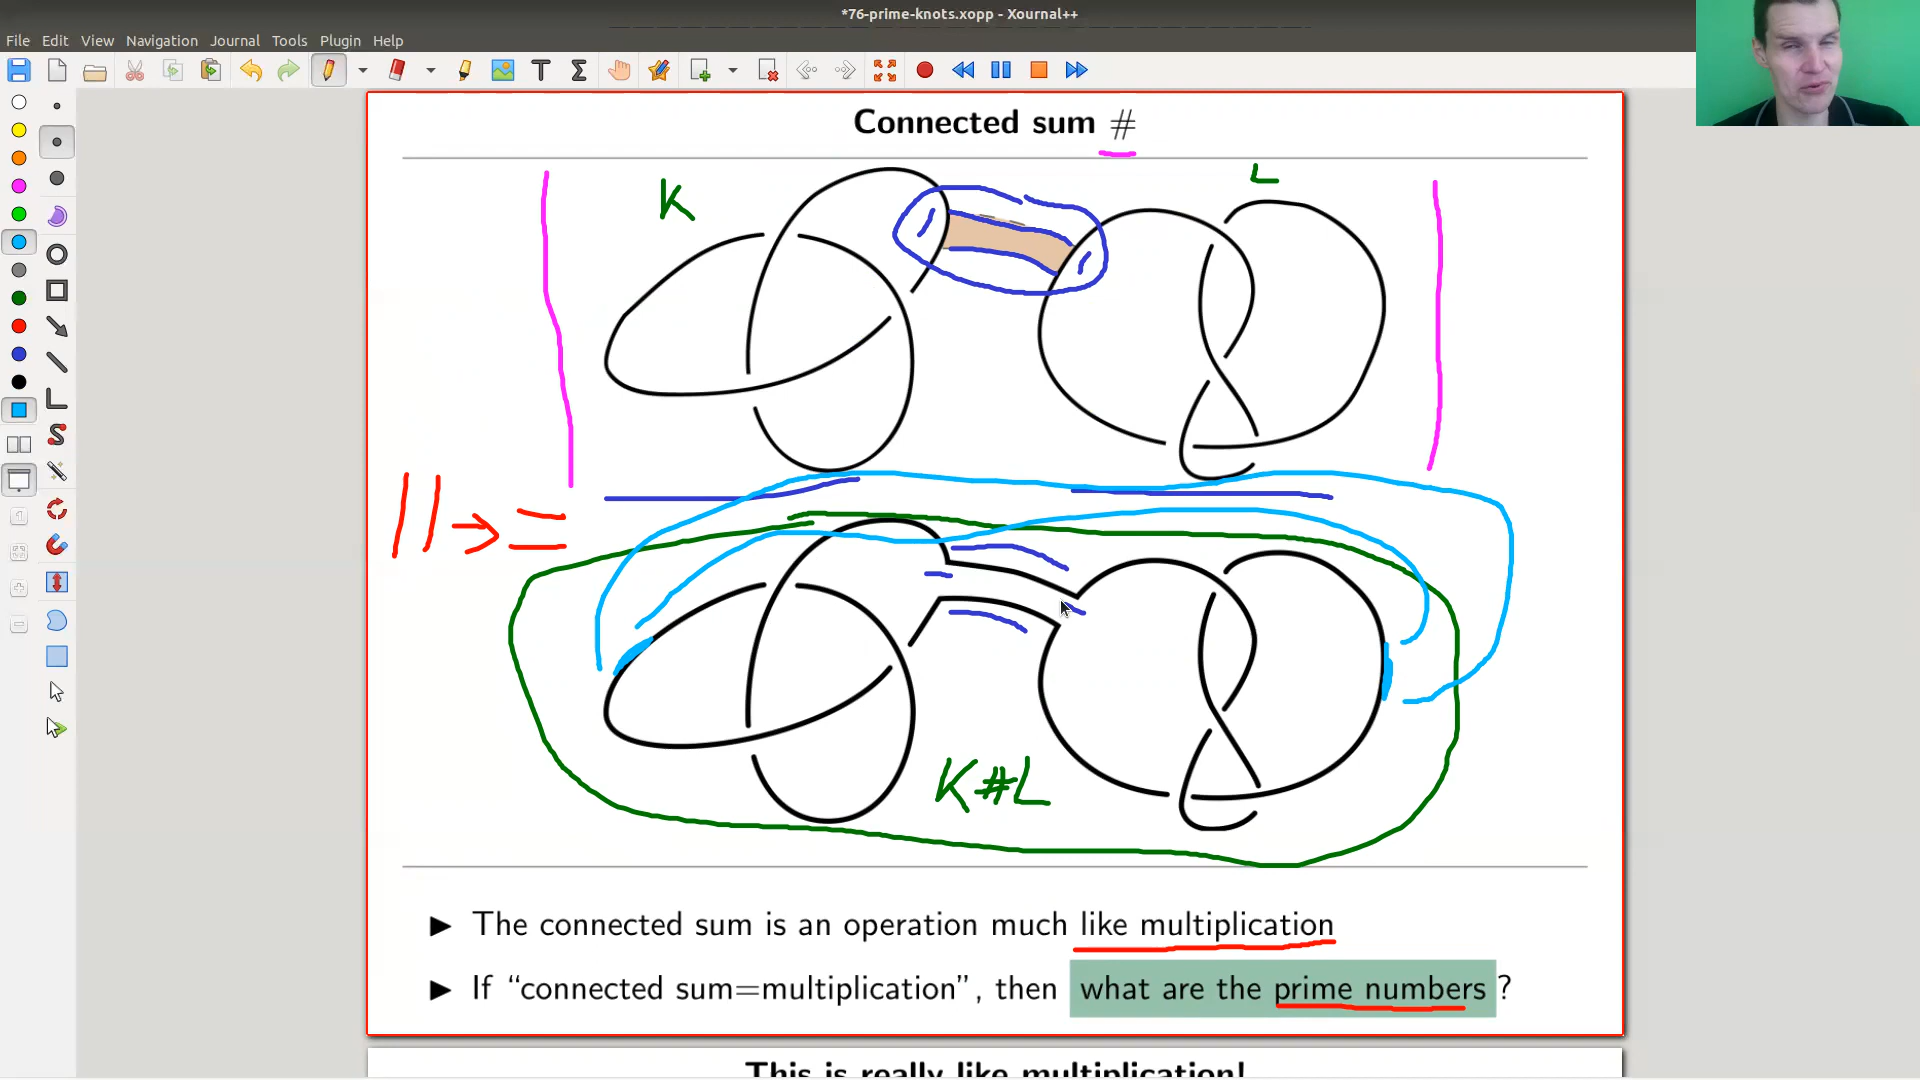 *76-prime-knots.xopp - Xournal++
File Edit View Navigation Journal Tools Plugin Help
Connected sum #
K L
|| → =
K#L
▶ The connected sum is an operation much like multiplication
▶ If “connected sum=multiplication”, then what are the prime numbers?
This is really like multiplication!